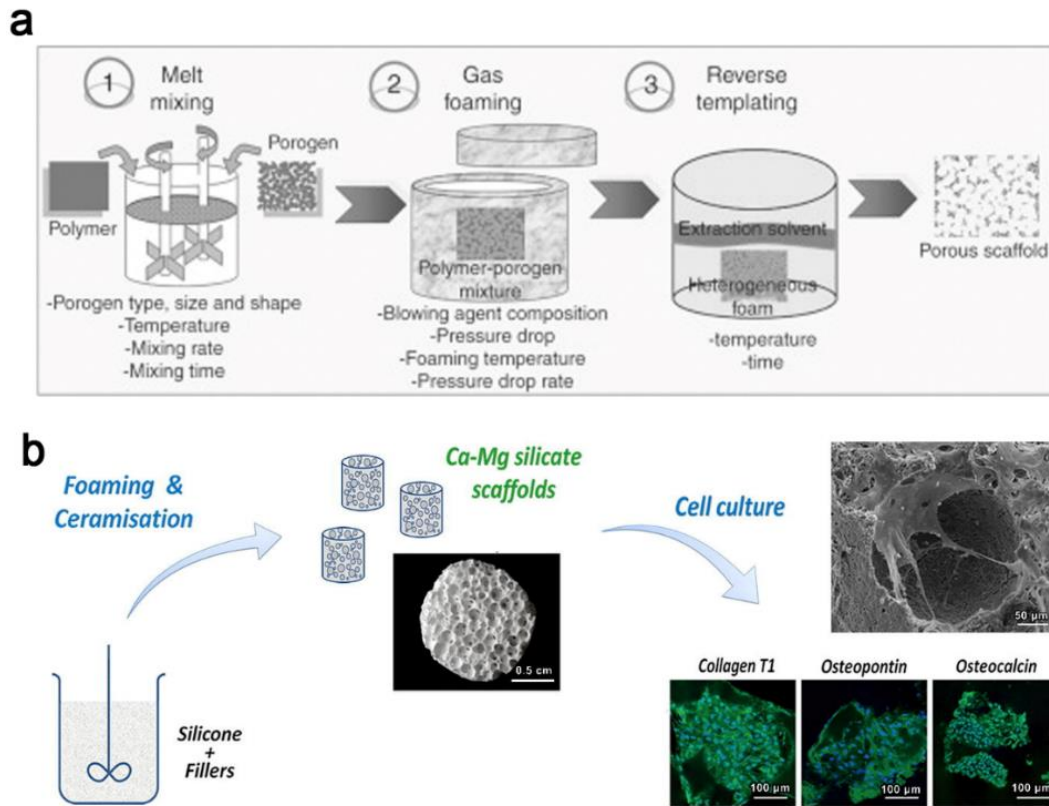 a
1
Melt
mixing
Porogen
Polymer
-Porogen type, size and shape
-Temperature
-Mixing rate
-Mixing time
2
Gas
foaming
Polymer-porogen
mixture
-Blowing agent composition
-Pressure drop
-Foaming temperature
-Pressure drop rate
3
Reverse
templating
Extraction solvent
Heterogeneous
foam
-temperature
-time
Porous scaffold
b
Foaming &
Ceramisation
Silicone
+
Fillers
Ca-Mg silicate
scaffolds
0.5 cm
Cell culture
50 µm
Collagen T1
Osteopontin
Osteocalcin
100 µm
100 µm
100 µm